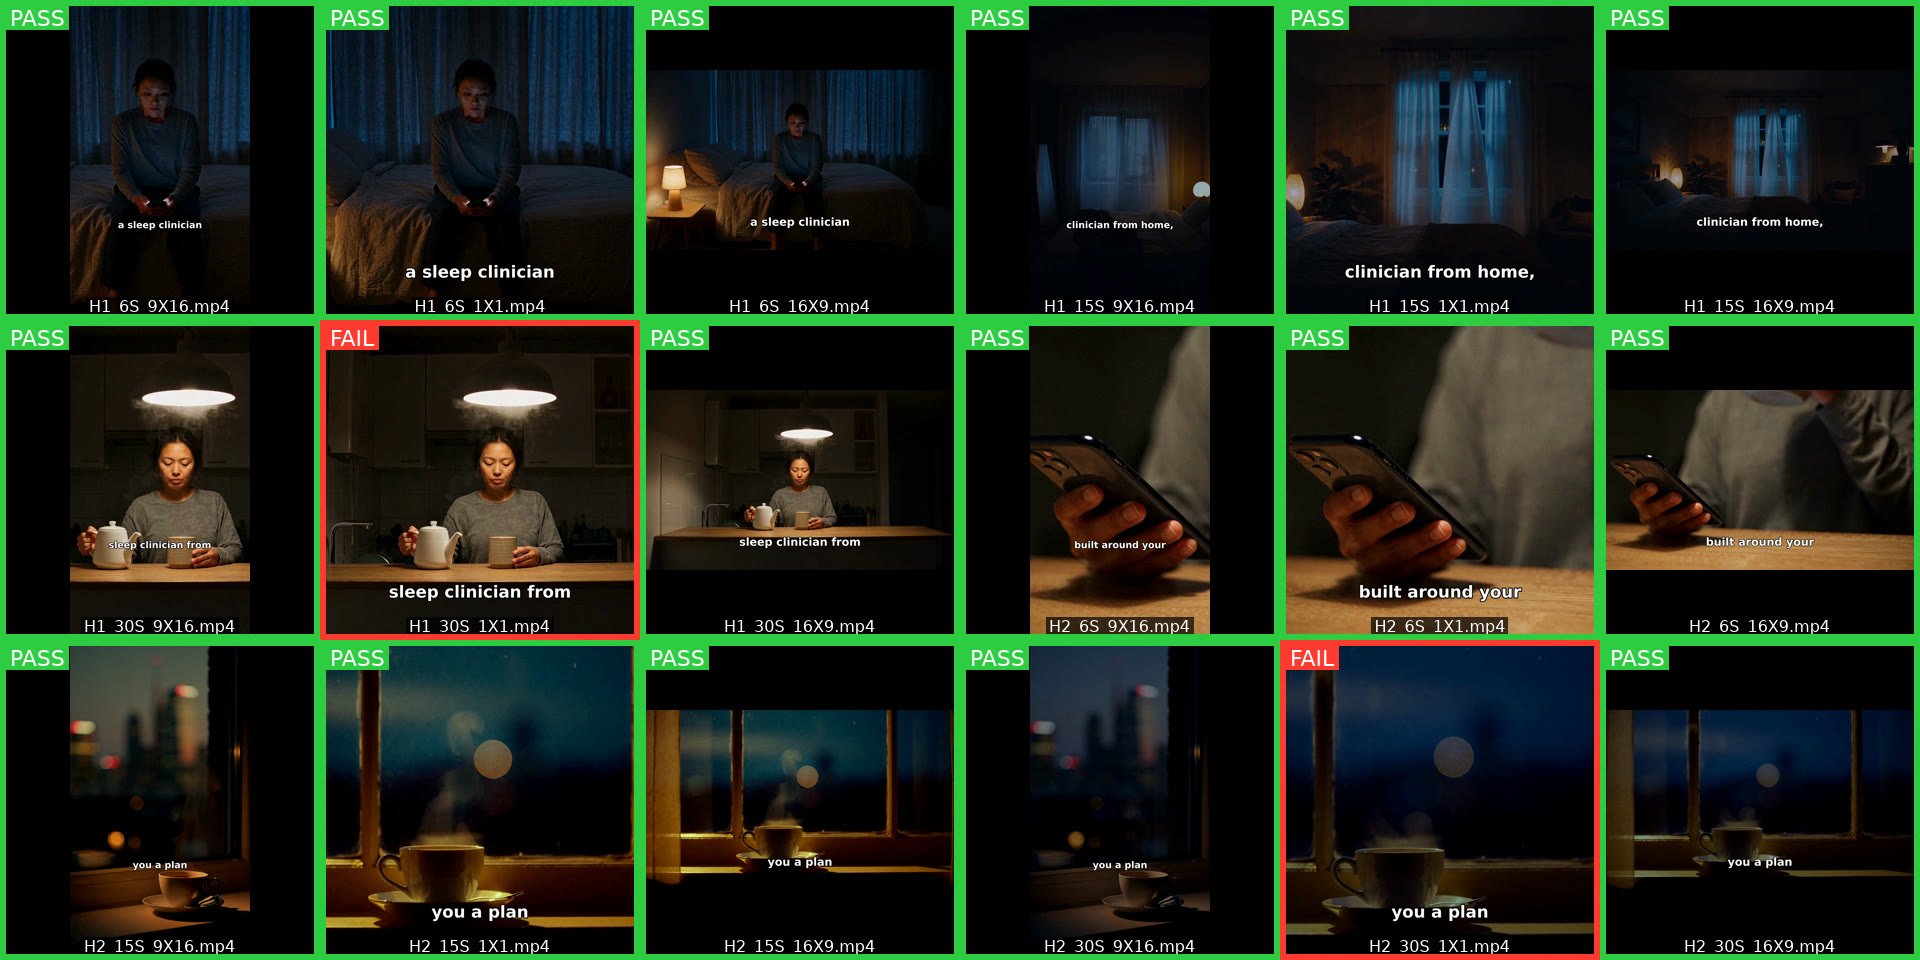 PASS
a sleep clinician
H1_6S_9X16.mp4
PASS
a sleep clinician
H1_6S_1X1.mp4
PASS
a sleep clinician
H1_6S_16X9.mp4
PASS
clinician from home,
H1_15S_9X16.mp4
PASS
clinician from home,
H1_15S_1X1.mp4
PASS
clinician from home,
H1_15S_16X9.mp4
PASS
sleep clinician from
H1_30S_9X16.mp4
FAIL
sleep clinician from
H1_30S_1X1.mp4
PASS
sleep clinician from
H1_30S_16X9.mp4
PASS
built around your
H2_6S_9X16.mp4
PASS
built around your
H2_6S_1X1.mp4
PASS
built around your
H2_6S_16X9.mp4
PASS
you a plan
H2_15S_9X16.mp4
PASS
you a plan
H2_15S_1X1.mp4
PASS
you a plan
H2_15S_16X9.mp4
PASS
you a plan
H2_30S_9X16.mp4
FAIL
you a plan
H2_30S_1X1.mp4
PASS
you a plan
H2_30S_16X9.mp4